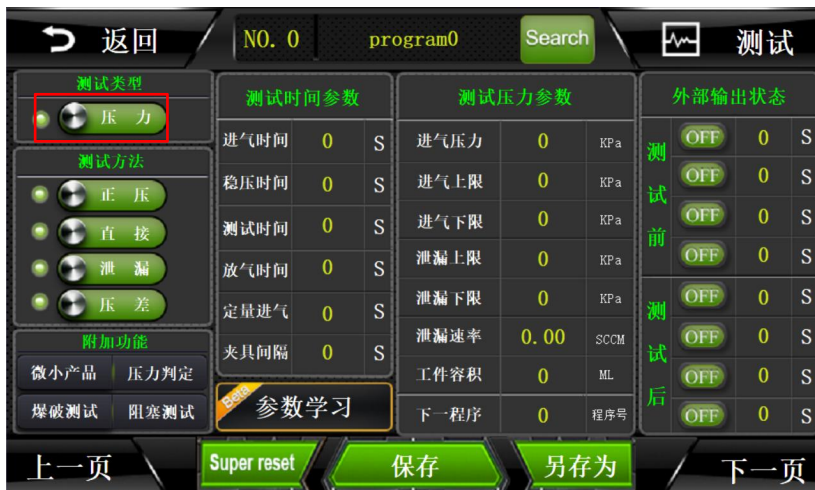 返回
NO. 0
program0
Search
测试
测试类型
压 力
测试方法
正 压
直 接
泄 漏
压 差
附加功能
微小产品 压力判定
爆破测试 阻塞测试
测试时间参数
进气时间 0 S
稳压时间 0 S
测试时间 0 S
放气时间 0 S
定量进气 0 S
夹具间隔 0 S
Beta 参数学习
测试压力参数
进气压力 0 KPa
进气上限 0 KPa
进气下限 0 KPa
泄漏上限 0 KPa
泄漏下限 0 KPa
泄漏速率 0.00 SCCM
工件容积 0 ML
下一程序 0 程序号
外部输出状态
测试前
OFF 0 S
OFF 0 S
OFF 0 S
OFF 0 S
测试后
OFF 0 S
OFF 0 S
OFF 0 S
OFF 0 S
上一页
Super reset
保存
另存为
下一页